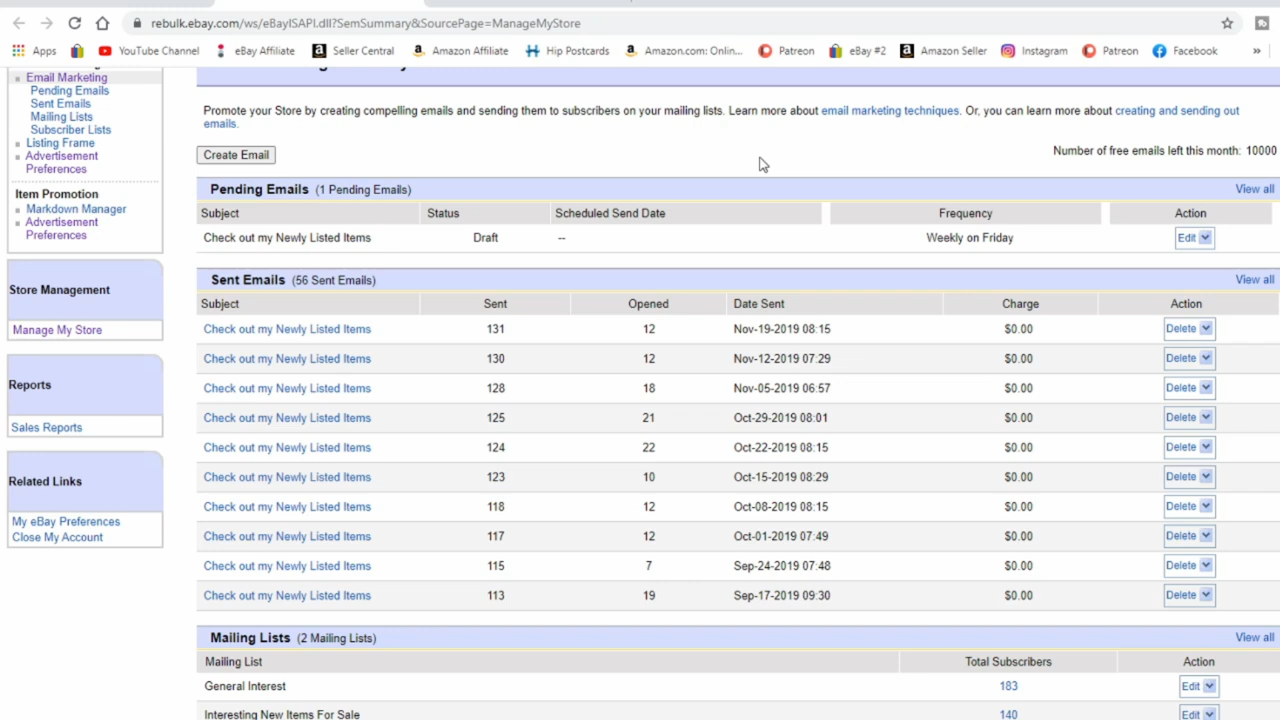 rebulk.ebay.com/ws/eBayISAPI.dll?SemSummary&SourcePage=ManageMyStore
Apps YouTube Channel eBay Affiliate Seller Central Amazon Affiliate Hip Postcards Amazon.com: Onlin... Patreon eBay #2 Amazon Seller Instagram Patreon Facebook »
Email Marketing
Pending Emails
Sent Emails
Mailing Lists
Subscriber Lists
Listing Frame
Advertisement
Preferences
Item Promotion
Markdown Manager
Advertisement
Preferences
Store Management
Manage My Store
Reports
Sales Reports
Related Links
My eBay Preferences
Close My Account
Promote your Store by creating compelling emails and sending them to subscribers on your mailing lists. Learn more about email marketing techniques. Or, you can learn more about creating and sending out
emails.
Create Email
Number of free emails left this month: 10000
Pending Emails (1 Pending Emails) View all
Subject Status Scheduled Send Date Frequency Action
Check out my Newly Listed Items Draft -- Weekly on Friday Edit
Sent Emails (56 Sent Emails) View all
Subject Sent Opened Date Sent Charge Action
Check out my Newly Listed Items 131 12 Nov-19-2019 08:15 $0.00 Delete
Check out my Newly Listed Items 130 12 Nov-12-2019 07:29 $0.00 Delete
Check out my Newly Listed Items 128 18 Nov-05-2019 06:57 $0.00 Delete
Check out my Newly Listed Items 125 21 Oct-29-2019 08:01 $0.00 Delete
Check out my Newly Listed Items 124 22 Oct-22-2019 08:15 $0.00 Delete
Check out my Newly Listed Items 123 10 Oct-15-2019 08:29 $0.00 Delete
Check out my Newly Listed Items 118 12 Oct-08-2019 08:15 $0.00 Delete
Check out my Newly Listed Items 117 12 Oct-01-2019 07:49 $0.00 Delete
Check out my Newly Listed Items 115 7 Sep-24-2019 07:48 $0.00 Delete
Check out my Newly Listed Items 113 19 Sep-17-2019 09:30 $0.00 Delete
Mailing Lists (2 Mailing Lists) View all
Mailing List Total Subscribers Action
General Interest 183 Edit
Interesting New Items For Sale 140 Edit